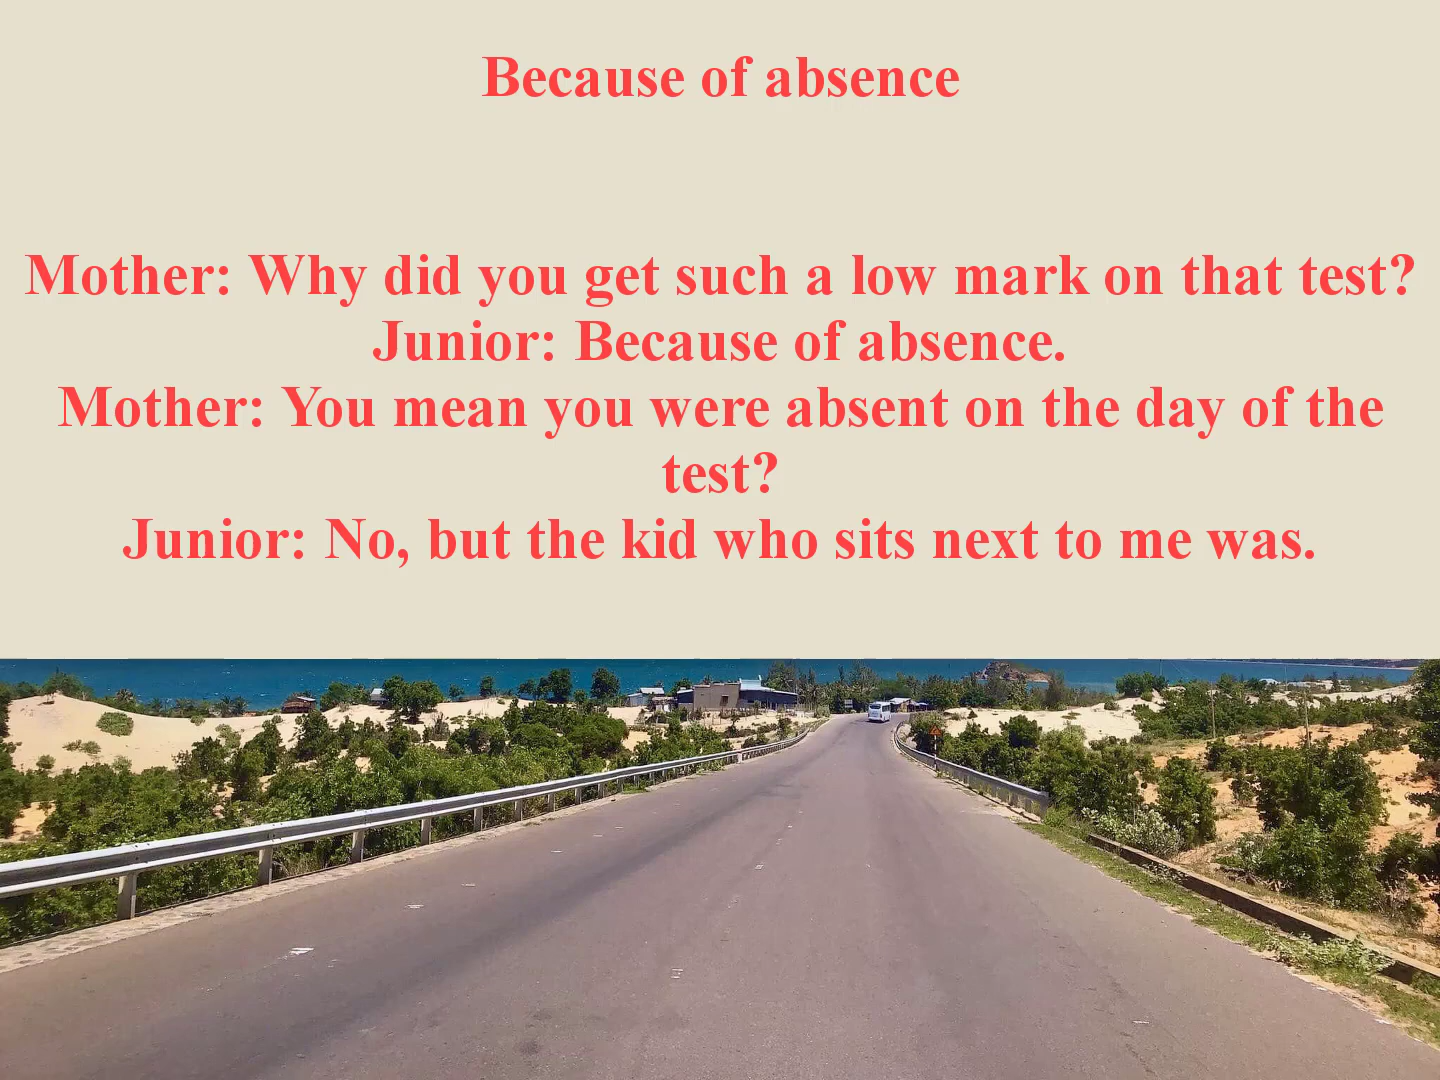 Because of absence
Mother: Why did you get such a low mark on that test?
Junior: Because of absence.
Mother: You mean you were absent on the day of the
test?
Junior: No, but the kid who sits next to me was.